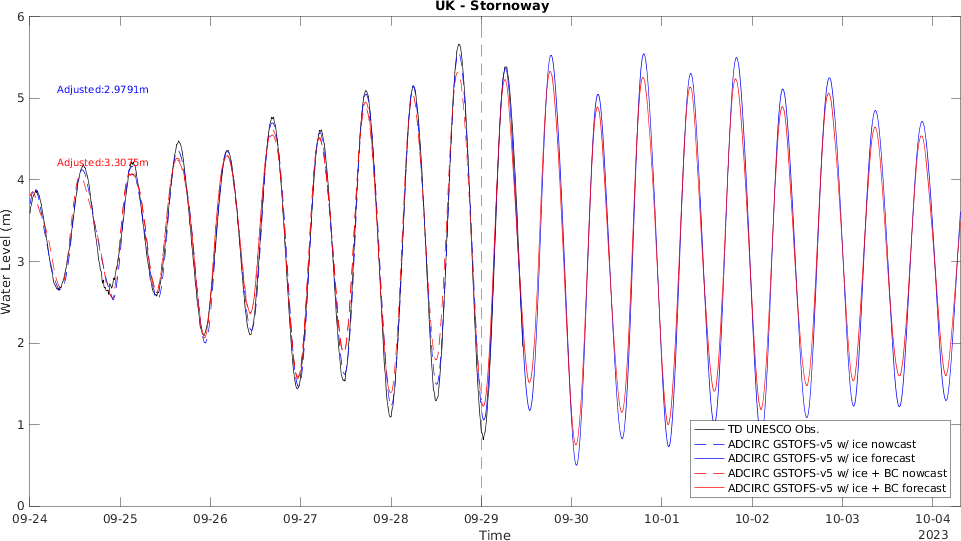 UK - Stornoway
6
5
4
3
2
1
0
Water Level (m)
Adjusted:2.9791m
Adjusted:3.3075m
TD UNESCO Obs.
ADCIRC GSTOFS-v5 w/ ice nowcast
ADCIRC GSTOFS-v5 w/ ice forecast
ADCIRC GSTOFS-v5 w/ ice + BC nowcast
ADCIRC GSTOFS-v5 w/ ice + BC forecast
09-24 09-25 09-26 09-27 09-28 09-29 09-30 10-01 10-02 10-03 10-04
Time
2023